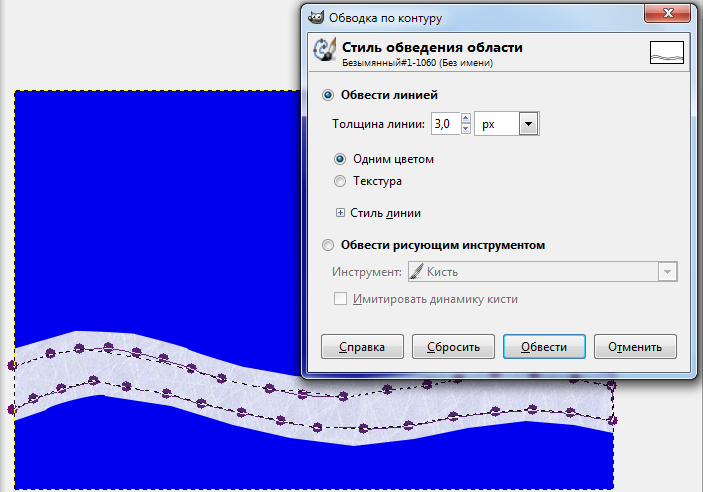 Обводка по контуру
Стиль обведения области
Безымянный#1-1060 (Без имени)
Обвести линией
Толщина линии: 3,0 px
Одним цветом
Текстура
Стиль линии
Обвести рисующим инструментом
Инструмент: Кисть
Имитировать динамику кисти
Справка Сбросить Обвести Отменить